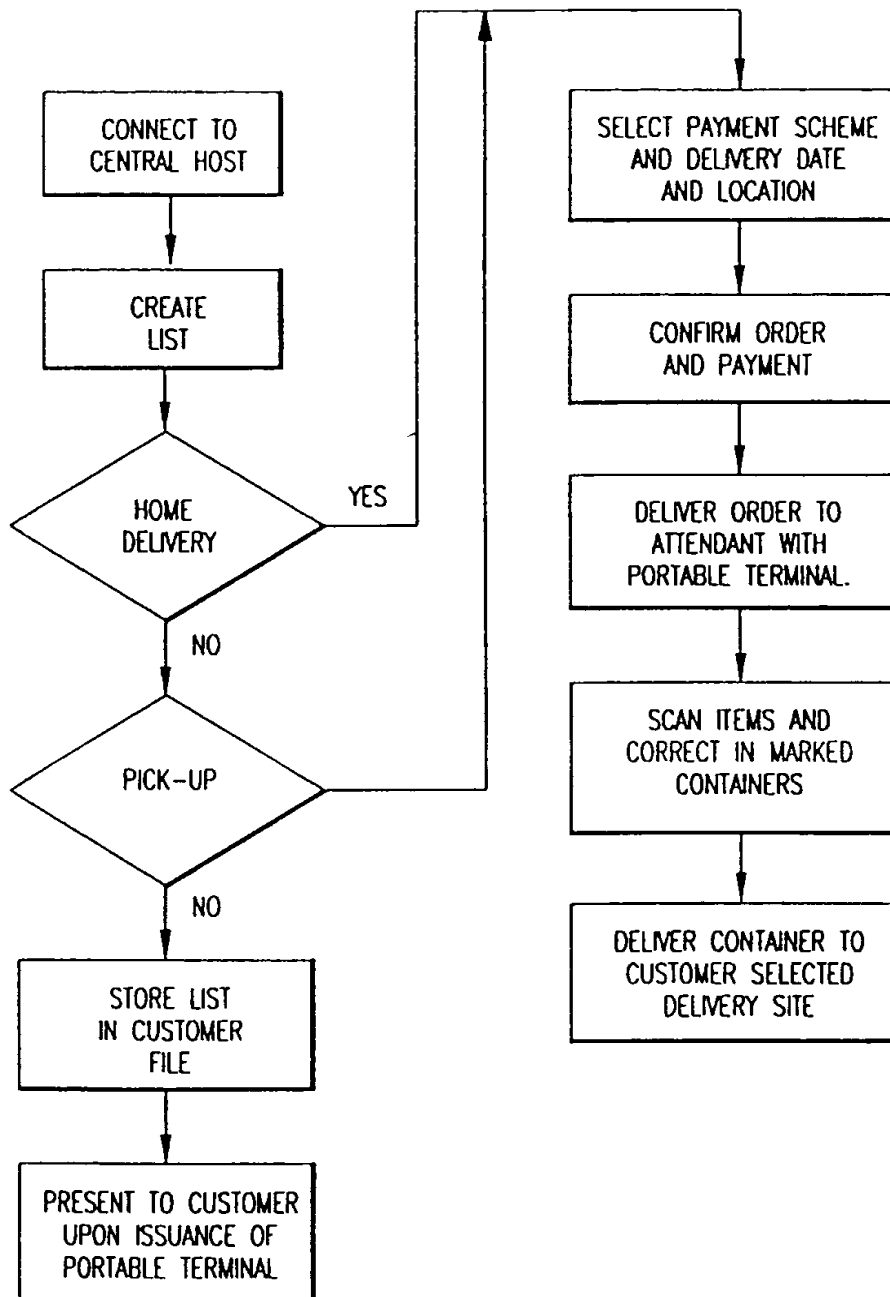 CONNECT TO
CENTRAL HOST
CREATE
LIST
HOME
DELIVERY
YES
NO
PICK-UP
NO
STORE LIST
IN CUSTOMER
FILE
PRESENT TO CUSTOMER
UPON ISSUANCE OF
PORTABLE TERMINAL
SELECT PAYMENT SCHEME
AND DELIVERY DATE
AND LOCATION
CONFIRM ORDER
AND PAYMENT
DELIVER ORDER TO
ATTENDANT WITH
PORTABLE TERMINAL.
SCAN ITEMS AND
CORRECT IN MARKED
CONTAINERS
DELIVER CONTAINER TO
CUSTOMER SELECTED
DELIVERY SITE